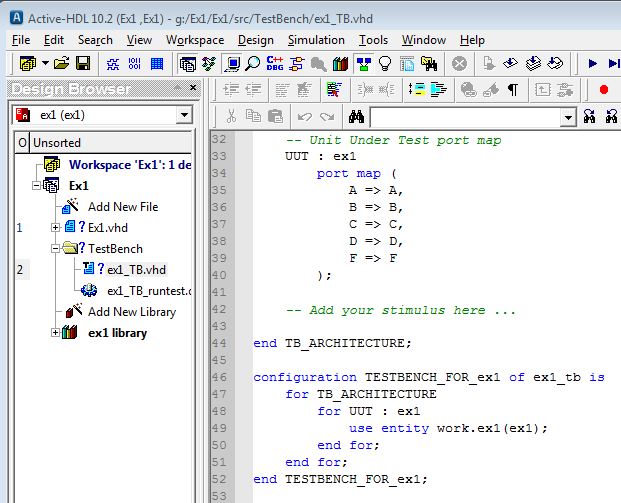 Active-HDL 10.2 (Ex1 ,Ex1) - g:/Ex1/Ex1/src/TestBench/ex1_TB.vhd
File Edit Search View Workspace Design Simulation Tools Window Help
Design Browser
ex1 (ex1)
O Unsorted
Workspace 'Ex1': 1 de
Ex1
Add New File
1 Ex1.vhd
TestBench
2 ex1_TB.vhd
ex1_TB_runtest.
Add New Library
ex1 library
32 -- Unit Under Test port map
33 UUT : ex1
34 port map (
35 A => A,
36 B => B,
37 C => C,
38 D => D,
39 F => F
40 );
41
42 -- Add your stimulus here ...
43
44 end TB_ARCHITECTURE;
45
46 configuration TESTBENCH_FOR_ex1 of ex1_tb is
47 for TB_ARCHITECTURE
48 for UUT : ex1
49 use entity work.ex1(ex1);
50 end for;
51 end for;
52 end TESTBENCH_FOR_ex1;
53